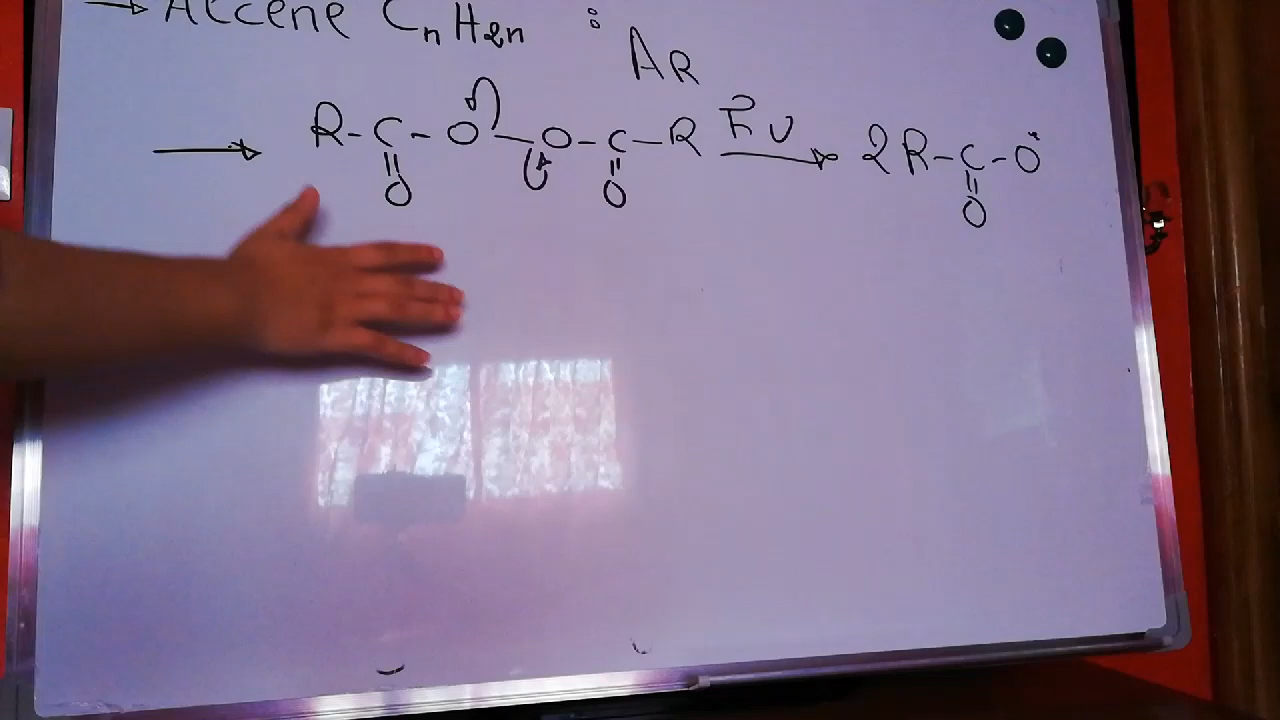 → Alcene CnH2n : AR
→ R-C-O—O-C-R hν → 2R-C-O•
O O O